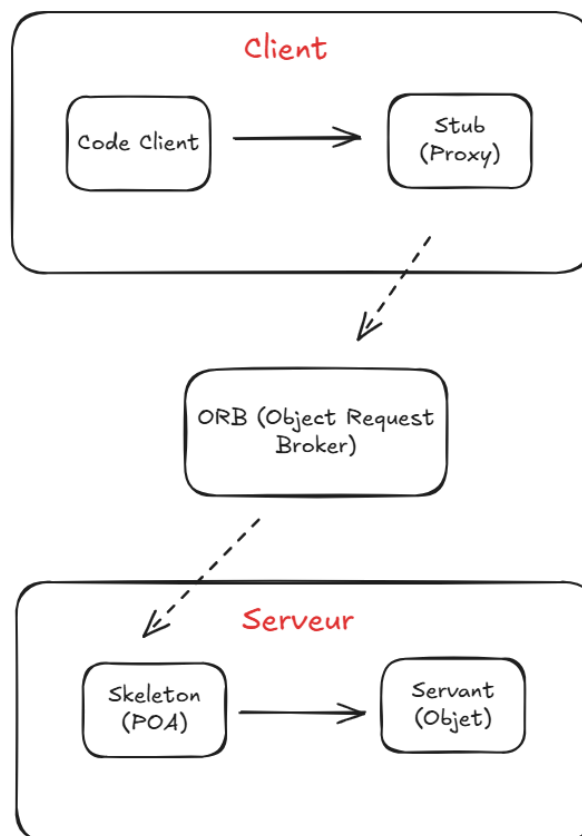 Client
Code Client
Stub
(Proxy)
ORB (Object Request
Broker)
Serveur
Skeleton
(POA)
Servant
(Objet)